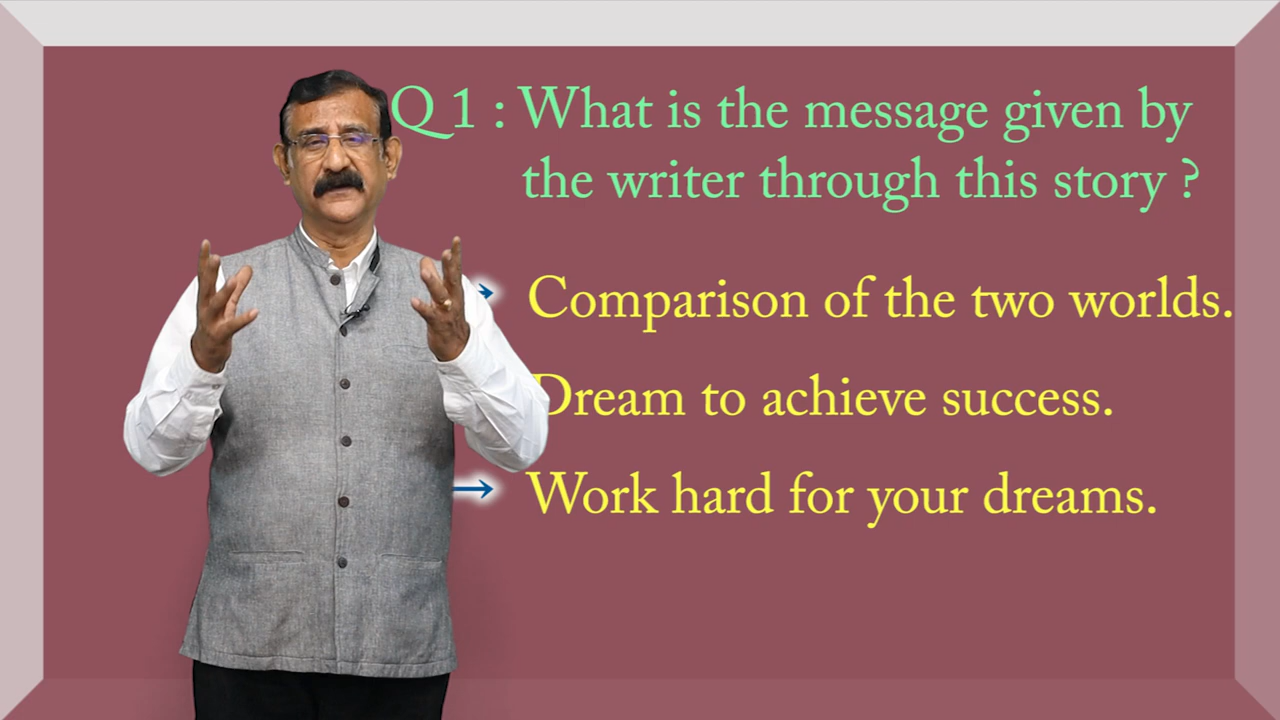 Q 1 : What is the message given by
the writer through this story ?
Comparison of the two worlds.
Dream to achieve success.
Work hard for your dreams.